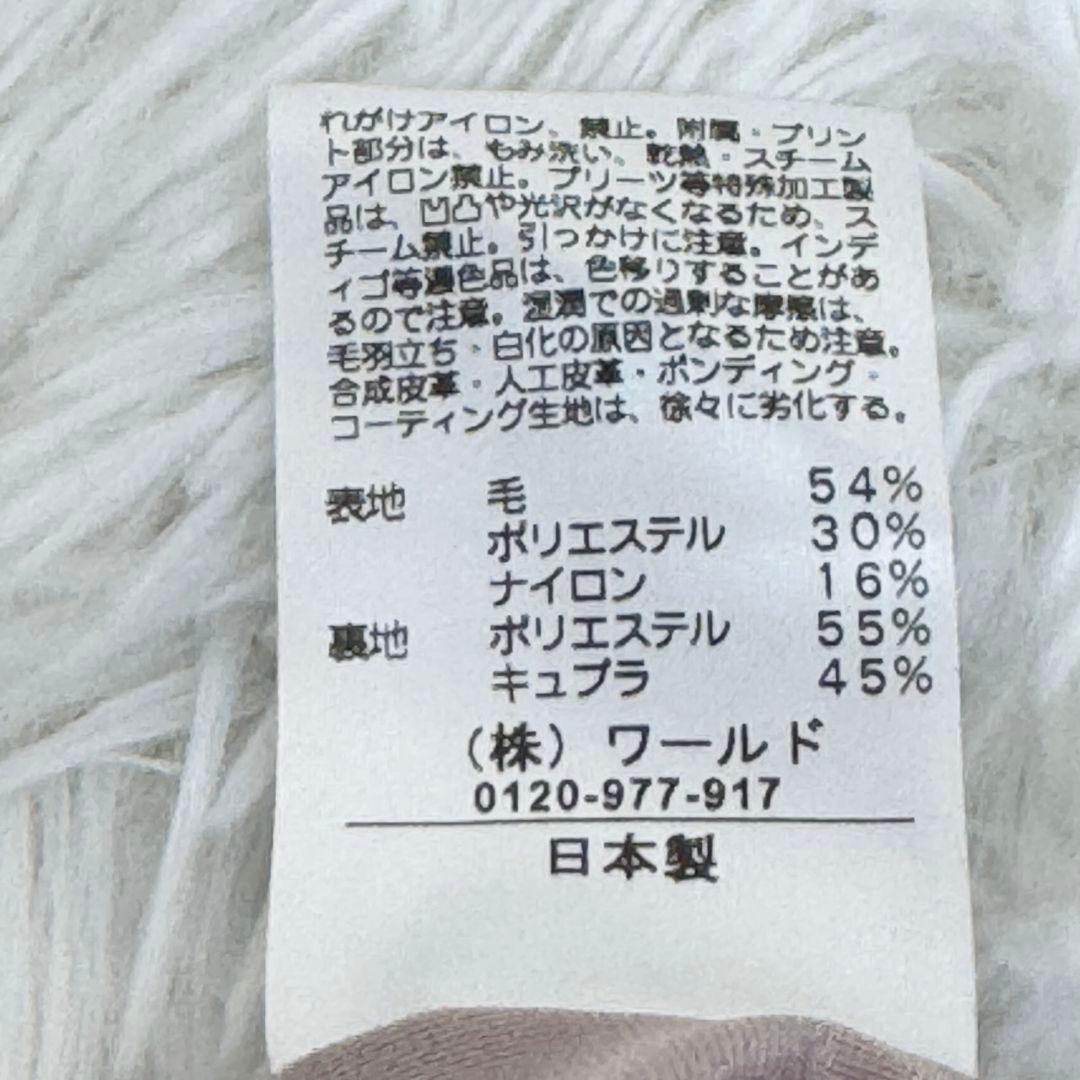 れがけアイロン、禁止。附属・プリン
ト部分は、もみ洗い、乾熱・スチーム
アイロン禁止。プリーツ等特殊加工製
品は、凹凸や光沢がなくなるため、ス
チーム禁止。引つかけに注意。インデ
ィゴ等濃色品は、色移りすることがあ
るので注意。湿潤での過剰な摩擦は、
毛羽立ち・白化の原因となるため注意。
合成皮革・人工皮革・ボンディング・
コーティング生地は、徐々に劣化する。
表地 毛 54%
ポリエステル 30%
ナイロン 16%
裏地 ポリエステル 55%
キュプラ 45%
(株)ワールド
0120-977-917
日本製